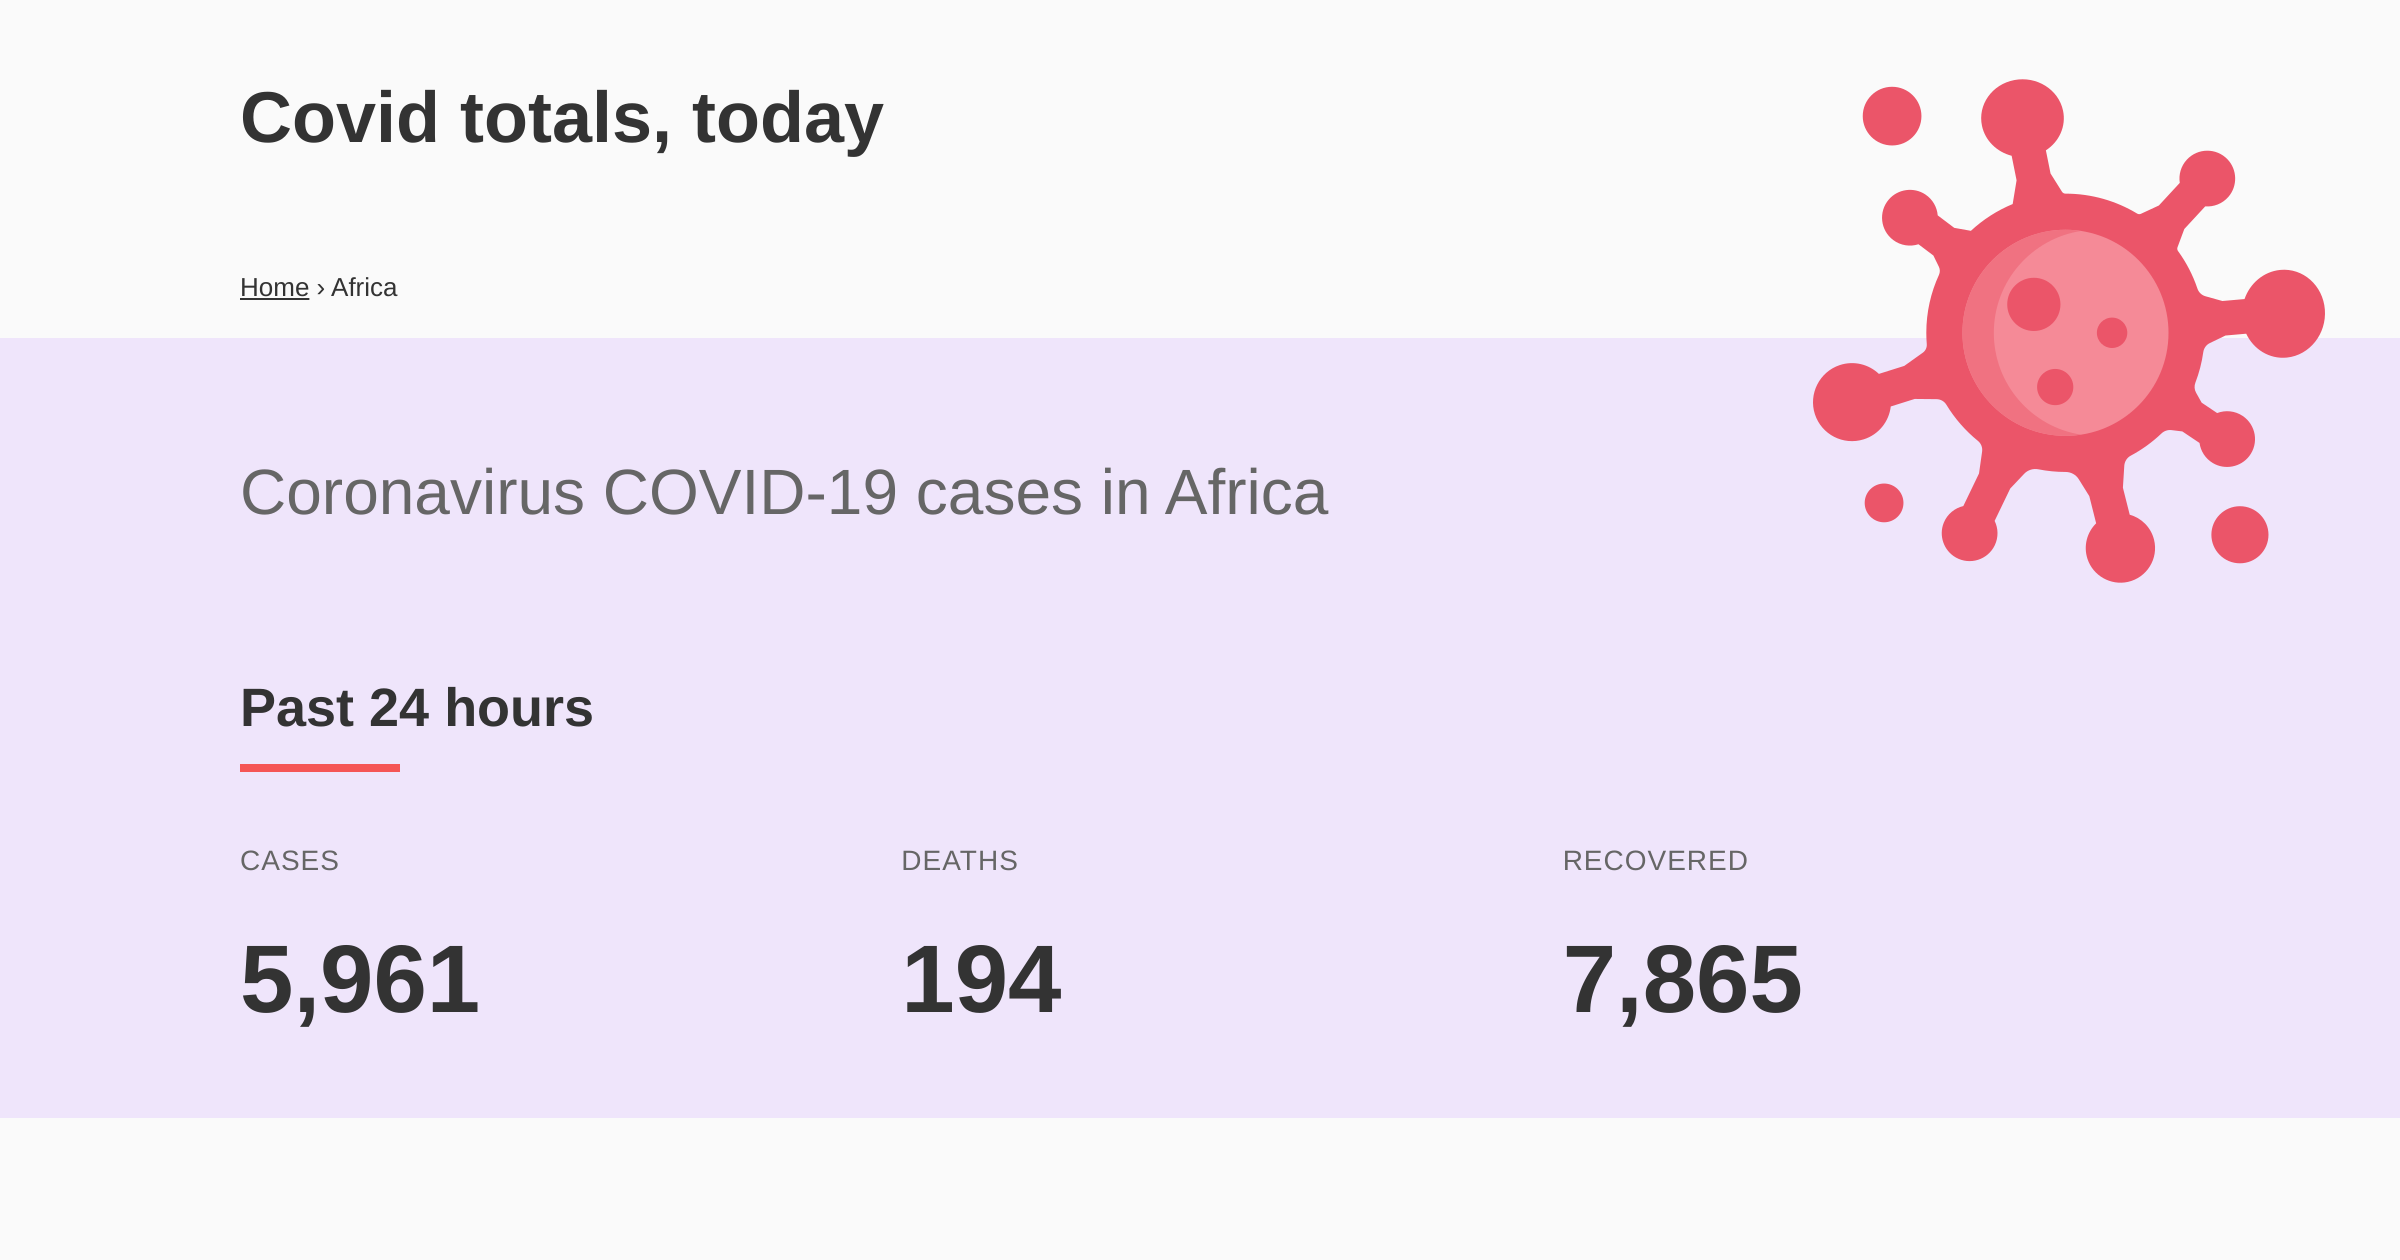 Covid totals, today
Home › Africa
Coronavirus COVID-19 cases in Africa
Past 24 hours
CASES
DEATHS
RECOVERED
5,961
194
7,865